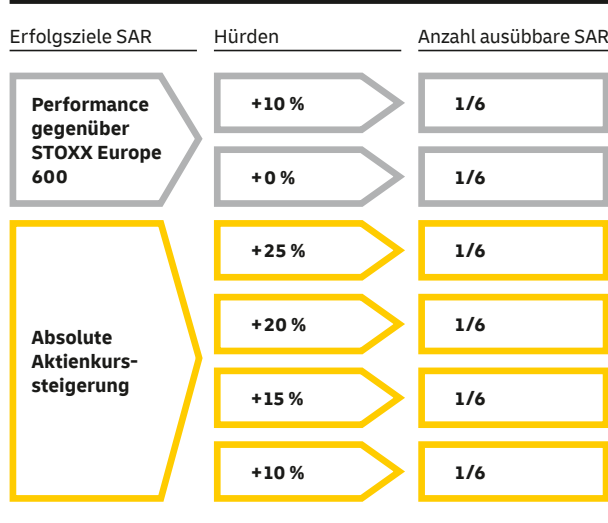 Erfolgsziele SAR Hürden Anzahl ausübbare SAR
Performance
gegenüber
STOXX Europe
600
+10 % 1/6
+0 % 1/6
Absolute
Aktienkurs-
steigerung
+25 % 1/6
+20 % 1/6
+15 % 1/6
+10 % 1/6